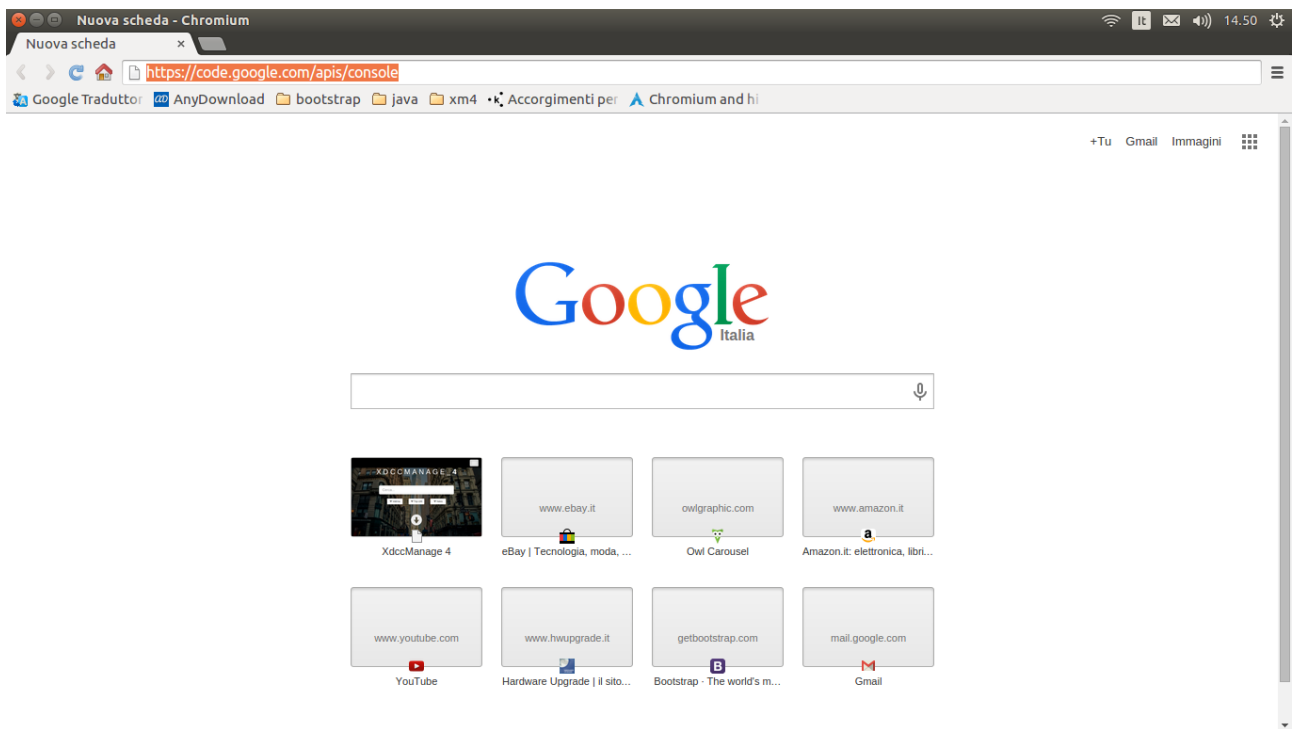 Nuova scheda - Chromium
It
14.50
Nuova scheda ×
https://code.google.com/apis/console
Google Traduttor AnyDownload bootstrap java xm4 Accorgimenti per Chromium and hi
+Tu Gmail Immagini
Google
Italia
XDCCMANAGE_4
www.ebay.it owlgraphic.com www.amazon.it
XdccManage 4 eBay | Tecnologia, moda, ... Owl Carousel Amazon.it: elettronica, libri...
www.youtube.com www.hwupgrade.it getbootstrap.com mail.google.com
YouTube Hardware Upgrade | il sito... Bootstrap · The world's m... Gmail